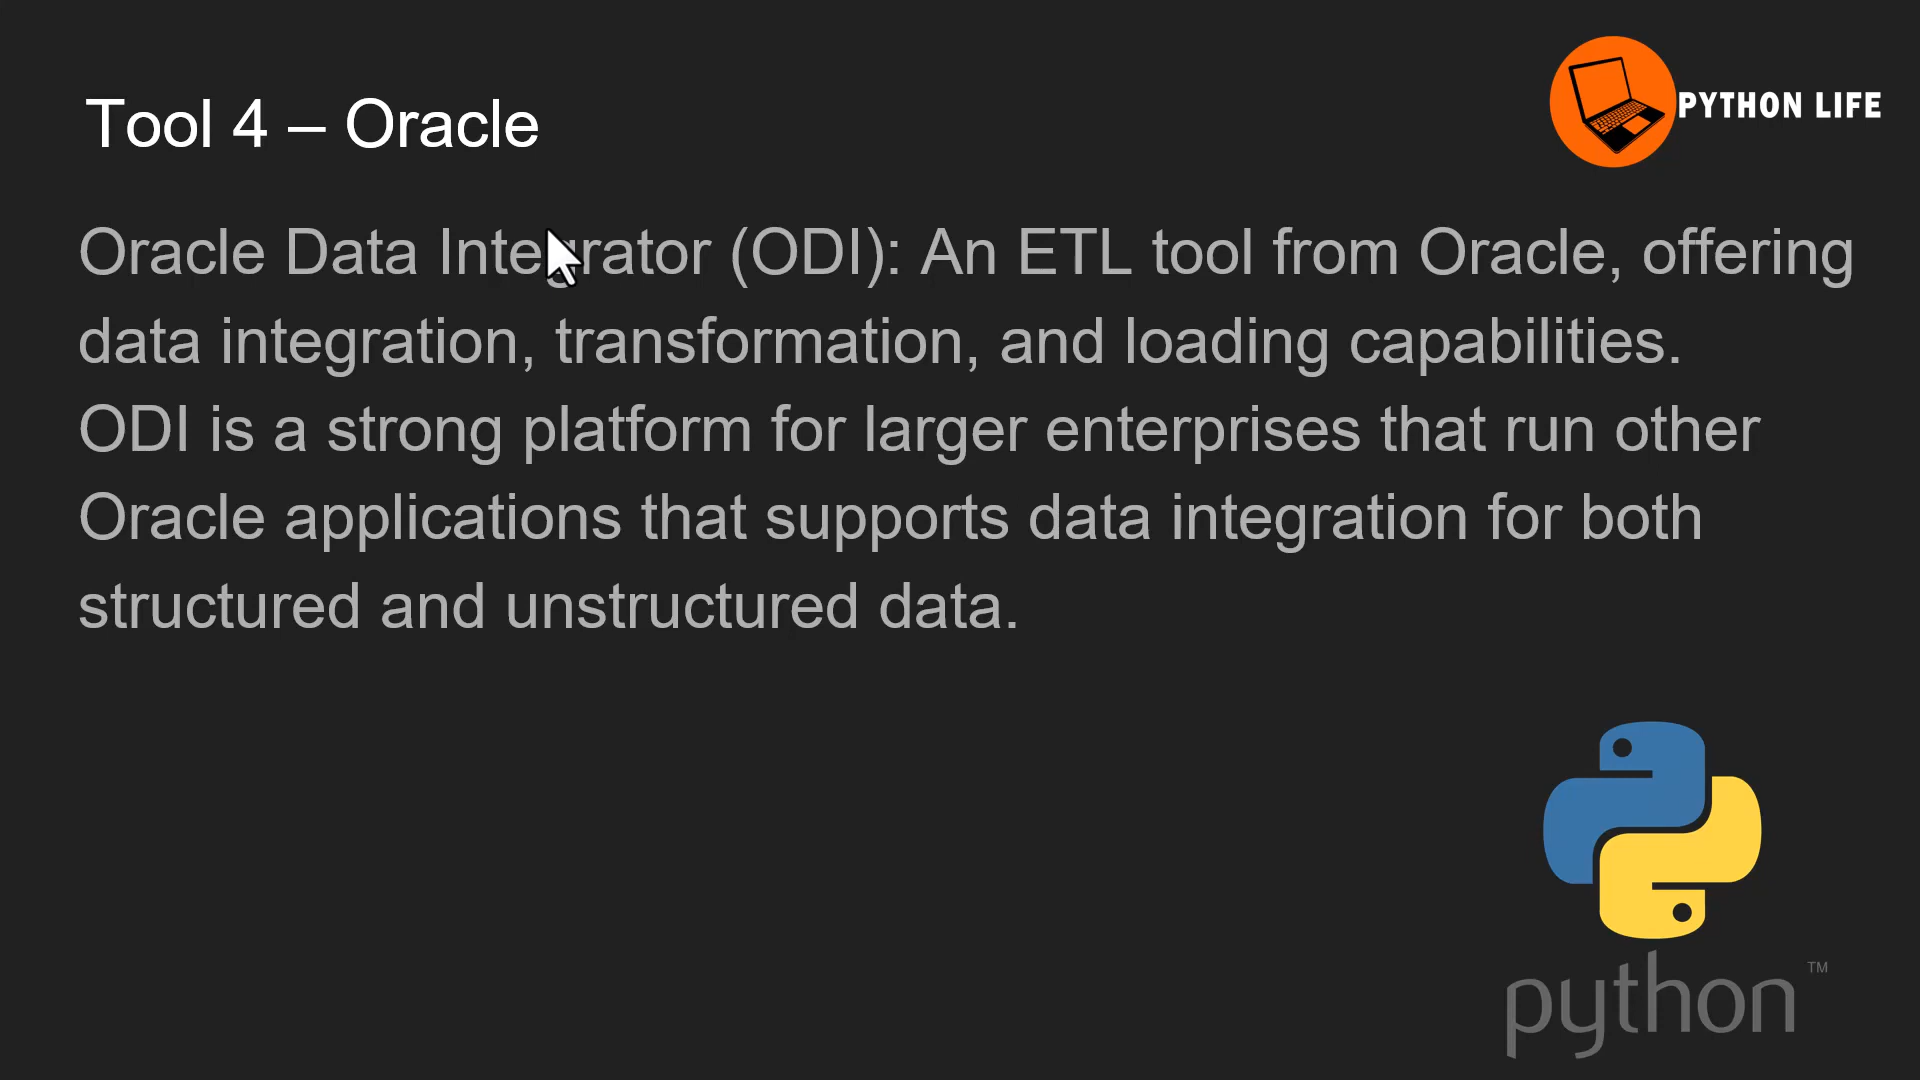 Tool 4 – Oracle
PYTHON LIFE
Oracle Data Integrator (ODI): An ETL tool from Oracle, offering
data integration, transformation, and loading capabilities.
ODI is a strong platform for larger enterprises that run other
Oracle applications that supports data integration for both
structured and unstructured data.
python™